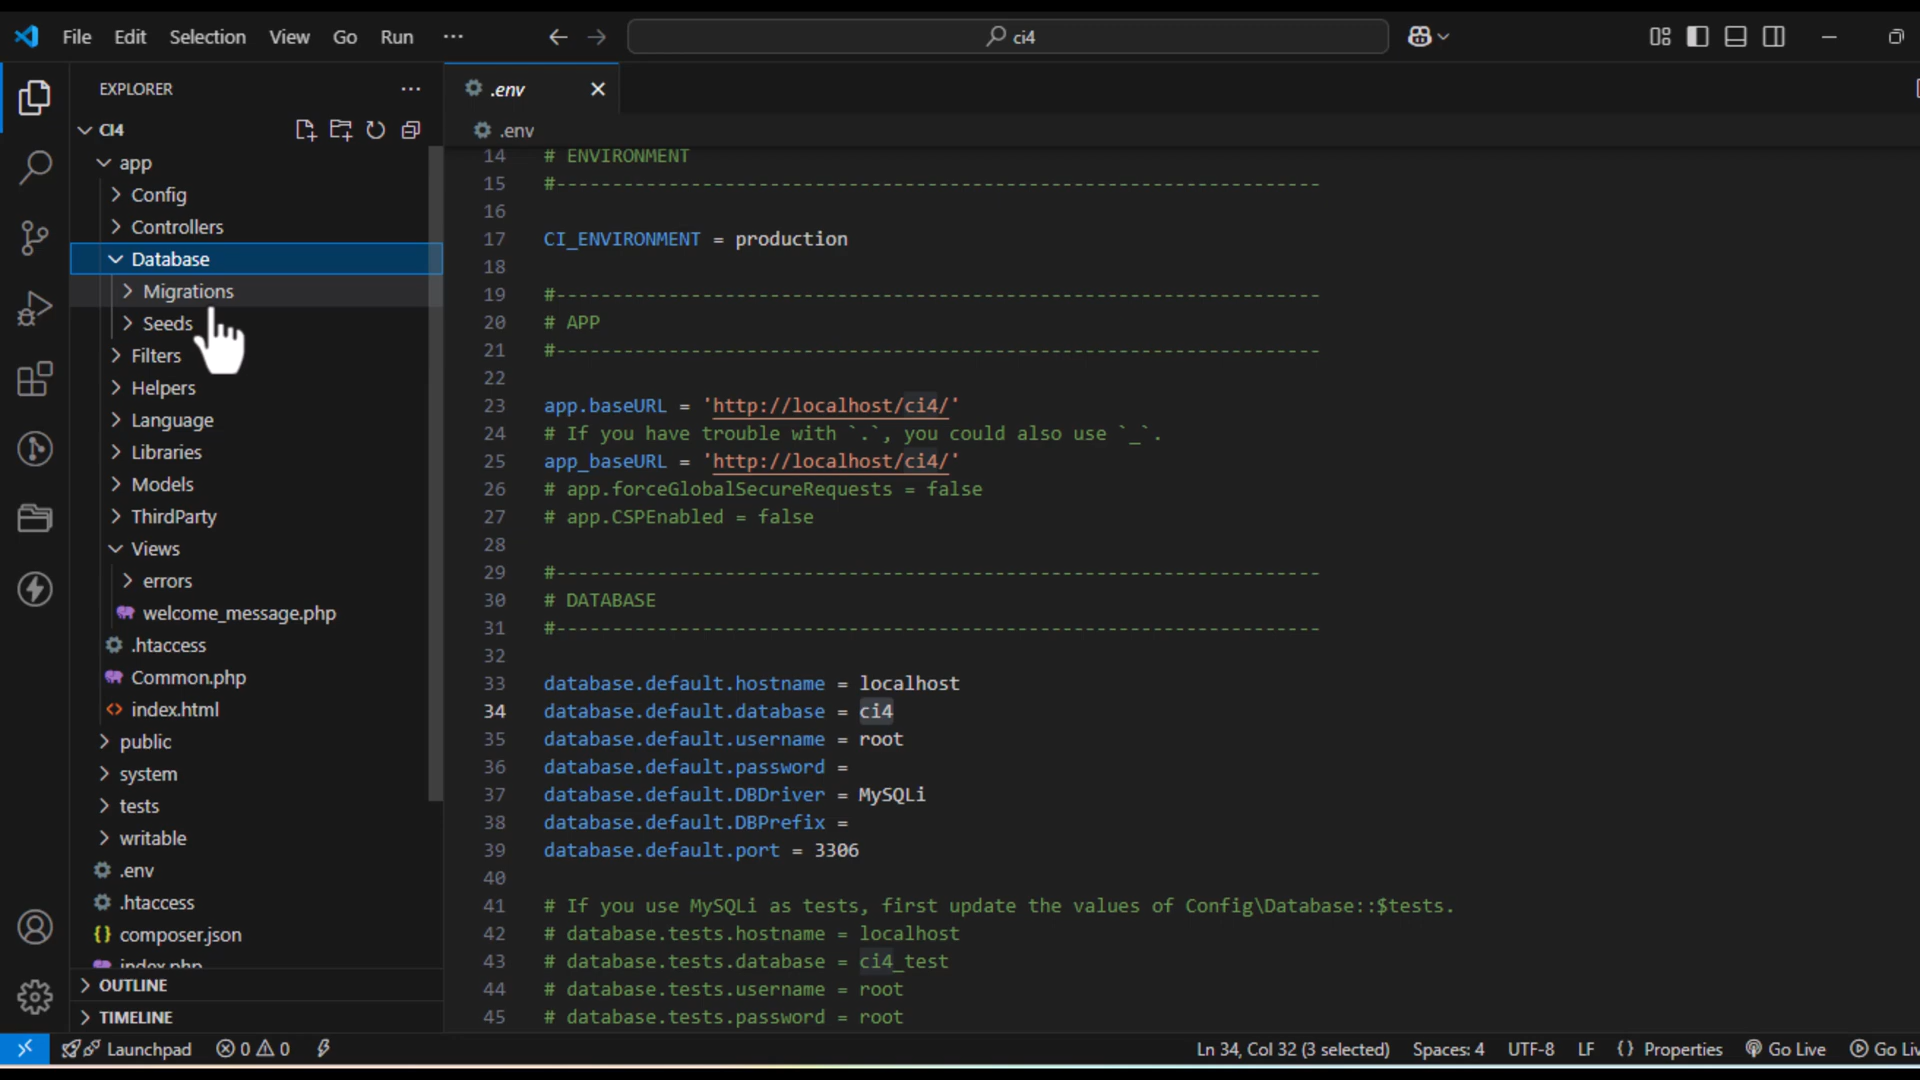 File Edit Selection View Go Run ···
ci4
EXPLORER ···
CI4
app
Config
Controllers
Database
Migrations
Seeds
Filters
Helpers
Language
Libraries
Models
ThirdParty
Views
errors
welcome_message.php
.htaccess
Common.php
index.html
public
system
tests
writable
.env
.htaccess
composer.json
index.php
OUTLINE
TIMELINE
.env
.env
14 # ENVIRONMENT
15 #--------------------------------------------------------------------
16
17 CI_ENVIRONMENT = production
18
19 #--------------------------------------------------------------------
20 # APP
21 #--------------------------------------------------------------------
22
23 app.baseURL = 'http://localhost/ci4/'
24 # If you have trouble with `.`, you could also use `_`.
25 app_baseURL = 'http://localhost/ci4/'
26 # app.forceGlobalSecureRequests = false
27 # app.CSPEnabled = false
28
29 #--------------------------------------------------------------------
30 # DATABASE
31 #--------------------------------------------------------------------
32
33 database.default.hostname = localhost
34 database.default.database = ci4
35 database.default.username = root
36 database.default.password =
37 database.default.DBDriver = MySQLi
38 database.default.DBPrefix =
39 database.default.port = 3306
40
41 # If you use MySQLi as tests, first update the values of Config\Database::$tests.
42 # database.tests.hostname = localhost
43 # database.tests.database = ci4_test
44 # database.tests.username = root
45 # database.tests.password = root
Launchpad 0 0 Ln 34, Col 32 (3 selected) Spaces: 4 UTF-8 LF {} Properties Go Live Go Liv